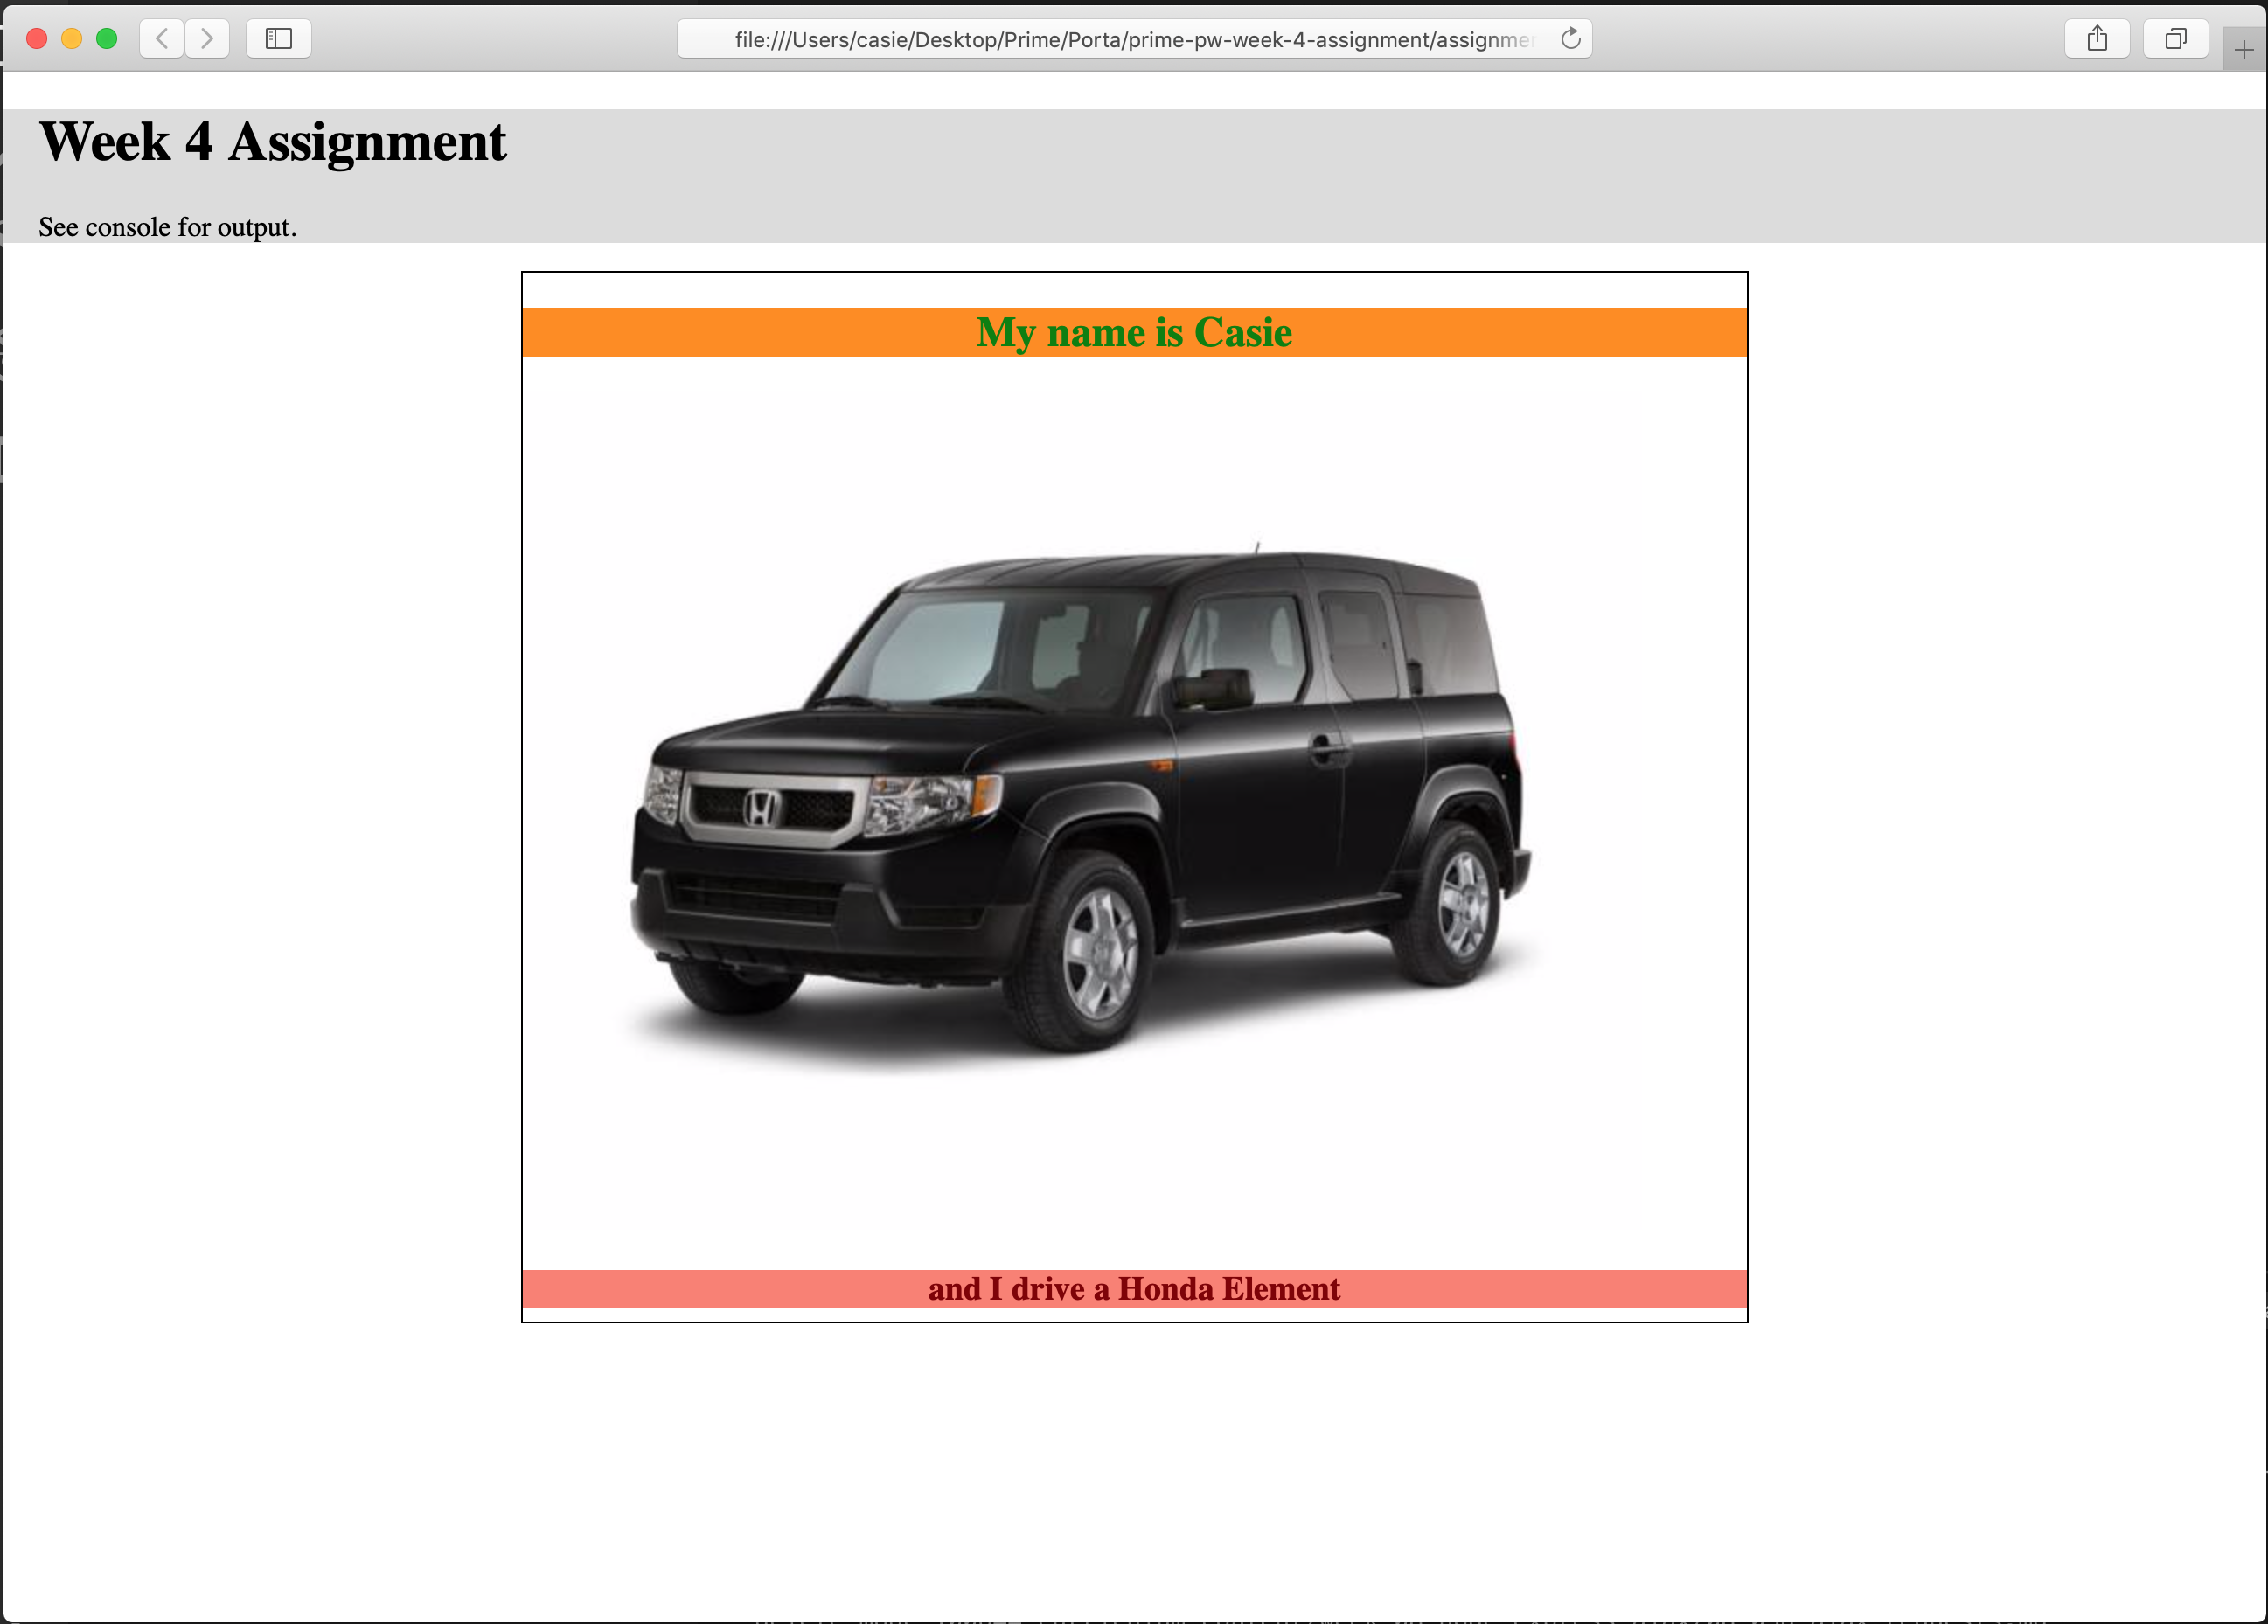 file:///Users/casie/Desktop/Prime/Porta/prime-pw-week-4-assignment/assignme
Week 4 Assignment
See console for output.
My name is Casie
and I drive a Honda Element